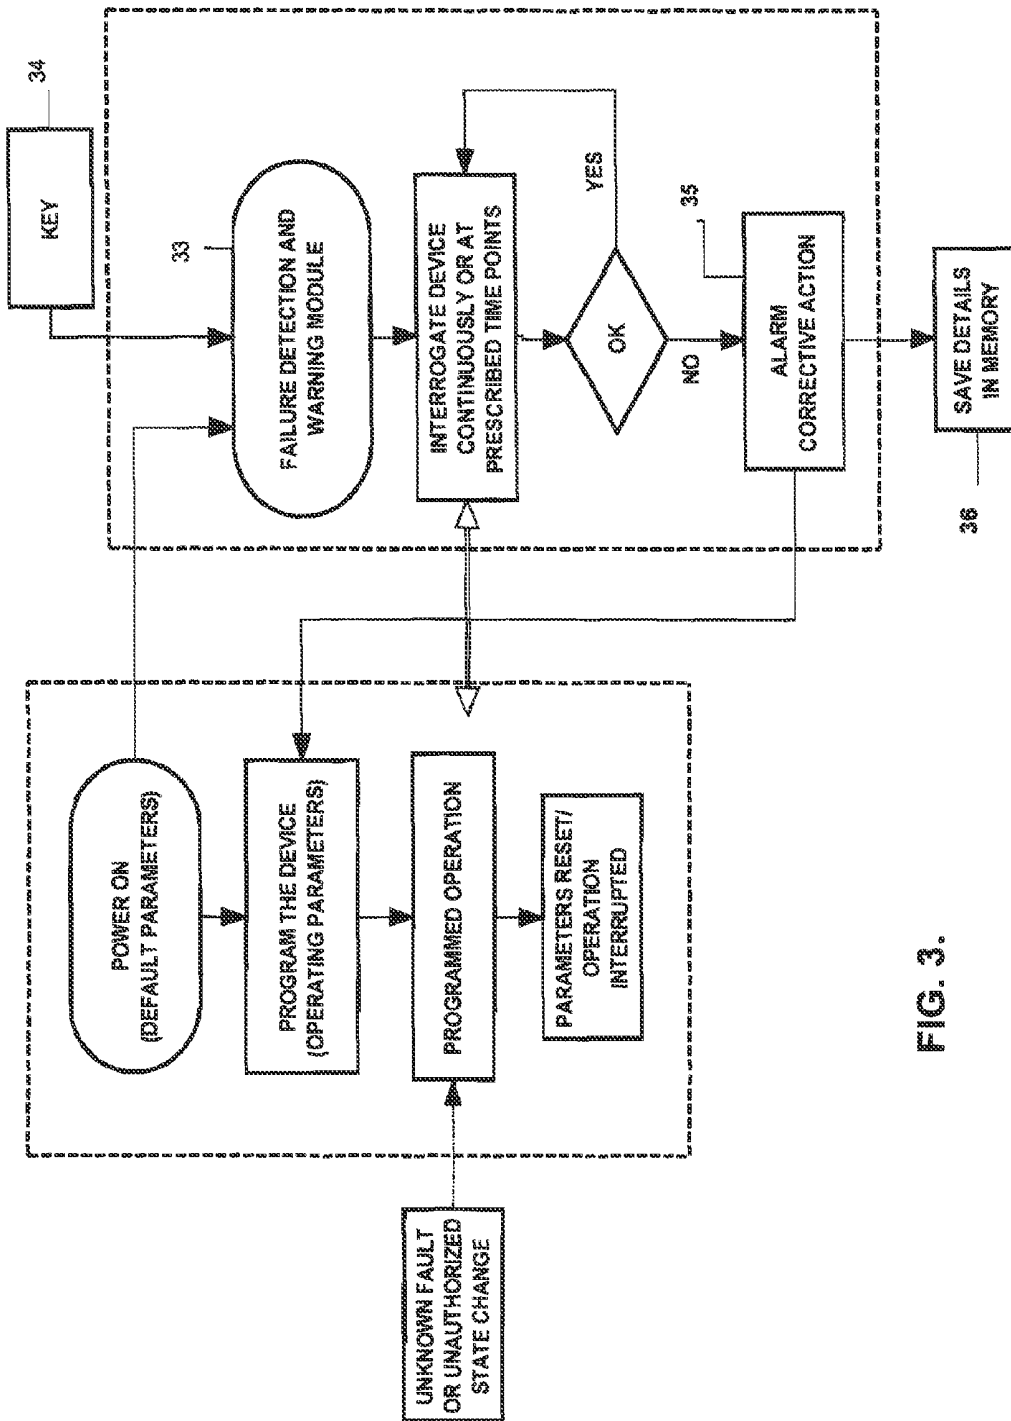 UNKNOWN FAULT
OR UNAUTHORIZED
STATE CHANGE
POWER ON
(DEFAULT PARAMETERS)
PROGRAM THE DEVICE
(OPERATING PARAMETERS)
PROGRAMMED OPERATION
PARAMETERS RESET/
OPERATION
INTERRUPTED
KEY
34
33
FAILURE DETECTION AND
WARNING MODULE
INTERROGATE DEVICE
CONTINUOUSLY OR AT
PRESCRIBED TIME POINTS
OK
YES
NO
35
ALARM
CORRECTIVE ACTION
SAVE DETAILS
IN MEMORY
36
FIG. 3.